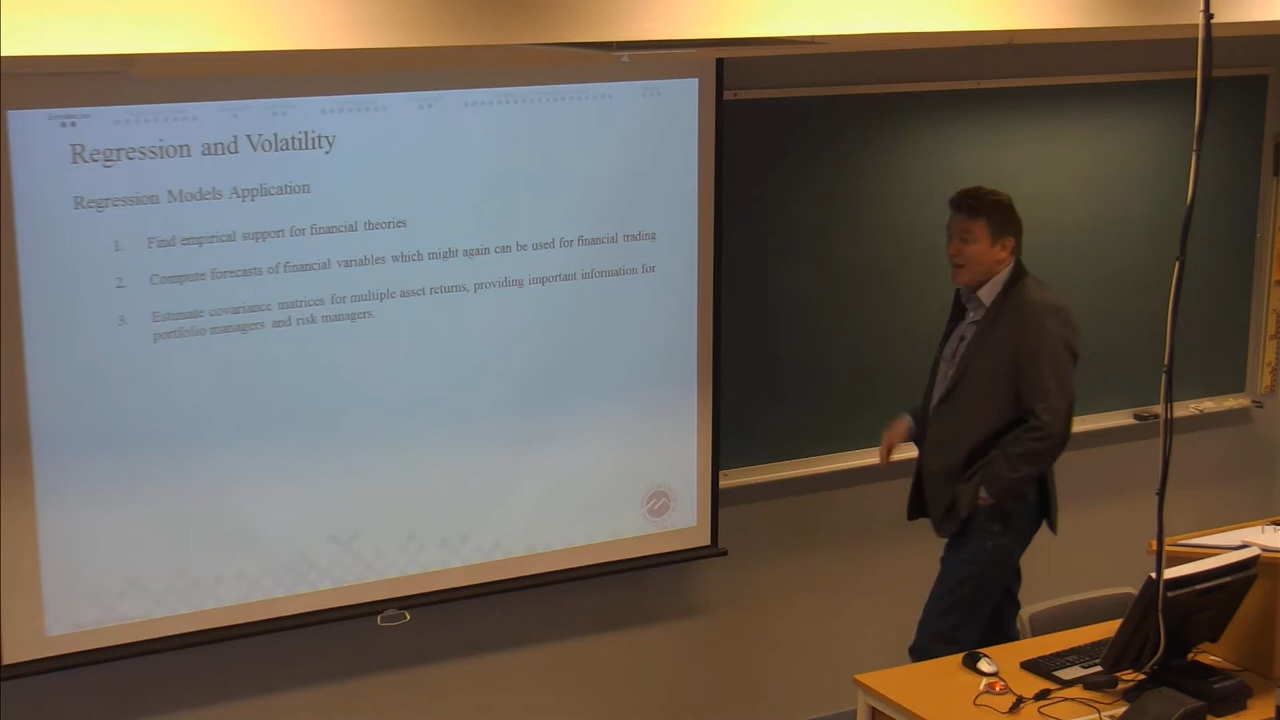 Regression and Volatility
Regression Models Application
1. Find empirical support for financial theories
2. Compute forecasts of financial variables which might again can be used for financial trading
3. Estimate covariance matrices for multiple asset returns, providing important information for
portfolio managers and risk managers.